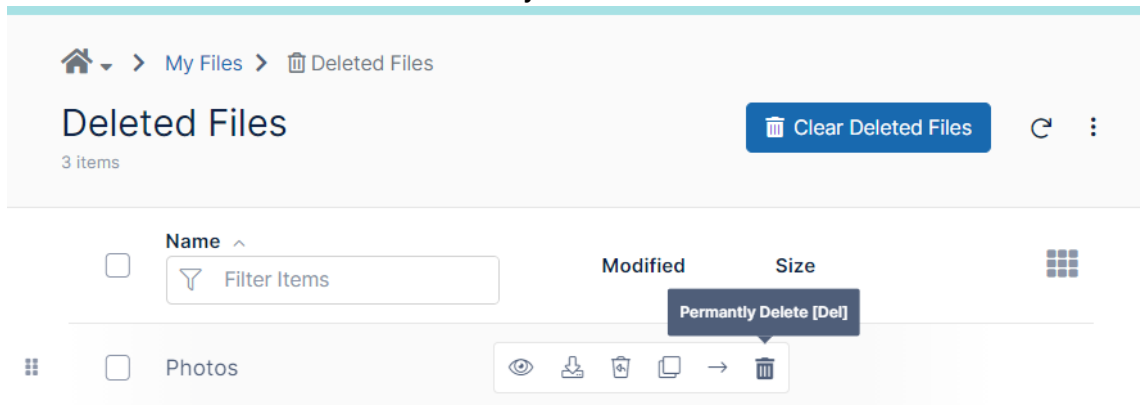 My Files Deleted Files
Deleted Files
Clear Deleted Files
3 items
Name
Filter Items
Modified
Size
Permantly Delete [Del]
Photos